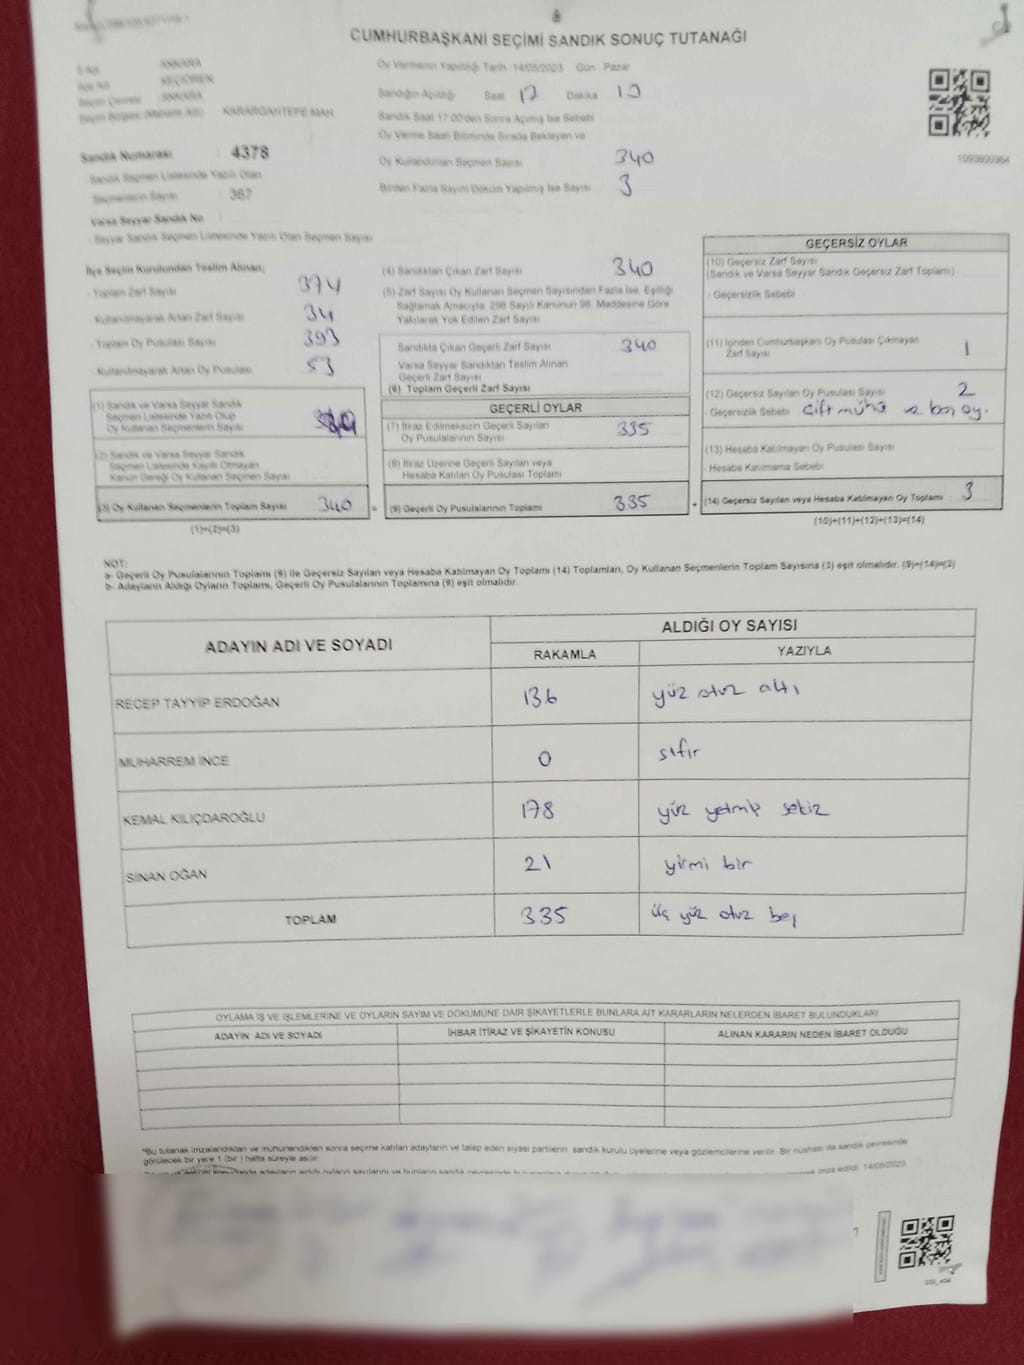 CUMHURBAŞKANI SEÇİMİ SANDIK SONUÇ TUTANAĞI
İli Adı ANKARA
İlçe Adı KEÇİÖREN
Seçim Çevresi : ANKARA
Seçim Bölgesi (Mahalle Adı) : KARARGANTEPE MAH
Sandık Numarası : 4378
Sandık Seçmen Listesinde Yazılı Olan
Seçmenlerin Sayısı : 367
Varsa Seyyar Sandık No
- Seyyar Sandık Seçmen Listesinde Yazılı Olan Seçmen Sayısı
Oy Vermenin Yapıldığı Tarih :14/05/2023 Gün : Pazar
Sandığın Açıldığı Saat 17 Dakika
Sandık Saat 17:00'den Sonra Açılmış İse Sebebi
Oy Verme Saati Bitiminde Sırada Bekleyen ve
Oy Kullandırılan Seçmen Sayısı 340
Birden Fazla Sayım Döküm Yapılmış İse Sayısı 3
1093800364
İlçe Seçim Kurulundan Teslim Alınan;
- Toplam Zarf Sayısı 374
- Kullanılmayarak Artan Zarf Sayısı 34
- Toplam Oy Pusulası Sayısı 393
- Kullanılmayarak Artan Oy Pusulası 53
(1) Sandık ve Varsa Seyyar Sandık
Seçmen Listesinde Yazılı Olup
Oy Kullanan Seçmenlerin Sayısı
(2) Sandık ve Varsa Seyyar Sandık
Seçmen Listesinde Kayıtlı Olmayan
Kanun Gereği Oy Kullanan Seçmen Sayısı
(3) Oy Kullanan Seçmenlerin Toplam Sayısı 340 =
(1)+(2)=(3)
(4) Sandıktan Çıkan Zarf Sayısı 340
(5) Zarf Sayısı Oy Kullanan Seçmen Sayısından Fazla İse, Eşitliği
Sağlamak Amacıyla, 298 Sayılı Kanunun 98. Maddesine Göre
Yakılarak Yok Edilen Zarf Sayısı
Sandıkta Çıkan Geçerli Zarf Sayısı 340
Varsa Seyyar Sandıktan Teslim Alınan
Geçerli Zarf Sayısı
(6) Toplam Geçerli Zarf Sayısı
GEÇERLİ OYLAR
(7) İtiraz Edilmeksizin Geçerli Sayılan
Oy Pusulalarının Sayısı 335
(8) İtiraz Üzerine Geçerli Sayılan veya
Hesaba Katılan Oy Pusulası Toplamı
(9) Geçerli Oy Pusulalarının Toplamı 335 +
GEÇERSİZ OYLAR
(10) Geçersiz Zarf Sayısı
(Sandık ve Varsa Seyyar Sandık Geçersiz Zarf Toplamı)
- Geçersizlik Sebebi
(11) İçinden Cumhurbaşkanı Oy Pusulası Çıkmayan
Zarf Sayısı 1
(12) Geçersiz Sayılan Oy Pusulası Sayısı 2
- Geçersizlik Sebebi Çift mühü ve boş oy.
(13) Hesaba Katılmayan Oy Pusulası Sayısı
- Hesaba Katılmama Sebebi
(14) Geçersiz Sayılan veya Hesaba Katılmayan Oy Toplamı 3
(10)+(11)+(12)+(13)=(14)
NOT:
a- Geçerli Oy Pusulalarının Toplamı (9) ile Geçersiz Sayılan veya Hesaba Katılmayan Oy Toplamı (14) Toplamları, Oy Kullanan Seçmenlerin Toplam Sayısına (3) eşit olmalıdır. (9)+(14)=(3)
b- Adayların Aldığı Oyların Toplamı, Geçerli Oy Pusulalarının Toplamına (9) eşit olmalıdır.
ADAYIN ADI VE SOYADI ALDIĞI OY SAYISI
RAKAMLA YAZIYLA
RECEP TAYYİP ERDOĞAN 136 yüz otuz altı
MUHARREM İNCE 0 sıfır
KEMAL KILIÇDAROĞLU 178 yüz yetmiş sekiz
SİNAN OĞAN 21 yirmi bir
TOPLAM 335 üç yüz otuz beş
OYLAMA İŞ VE İŞLEMLERİNE VE OYLARIN SAYIM VE DÖKÜMÜNE DAİR ŞİKAYETLERLE BUNLARA AİT KARARLARIN NELERDEN İBARET BULUNDUKLARI
ADAYIN ADI VE SOYADI İHBAR İTİRAZ VE ŞİKAYETİN KONUSU ALINAN KARARIN NEDEN İBARET OLDUĞU
*Bu tutanak imzalandıktan ve mühürlendikten sonra seçime katılan adayların ve talep eden siyasi partilerin sandık kurulu üyelerine veya gözlemcilerine verilir. Bir nüshası da sandık çevresinde
görülecek bir yere 1 (bir) hafta süreyle asılır.
imza edildi. 14/05/2023